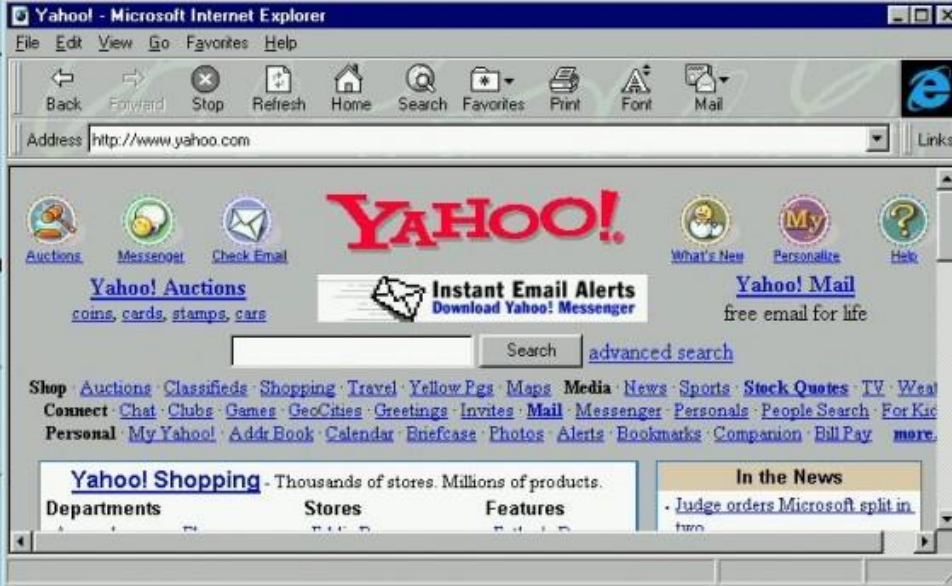 Yahoo! - Microsoft Internet Explorer
File Edit View Go Favorites Help
Back Forward Stop Refresh Home Search Favorites Print Font Mail
Address http://www.yahoo.com Links
YAHOO!
My
Auctions Messenger Check Email What's New Personalize Help
Yahoo! Auctions
coins, cards, stamps, cars
Instant Email Alerts
Download Yahoo! Messenger
Yahoo! Mail
free email for life
Search advanced search
Shop · Auctions · Classifieds · Shopping · Travel · Yellow Pgs · Maps Media · News · Sports · Stock Quotes · TV · Weat
Connect · Chat · Clubs · Games · GeoCities · Greetings · Invites · Mail · Messenger · Personals · People Search · For Kid
Personal · My Yahoo! · Addr Book · Calendar · Briefcase · Photos · Alerts · Bookmarks · Companion · Bill Pay more.
Yahoo! Shopping - Thousands of stores. Millions of products.
Departments Stores Features
In the News
· Judge orders Microsoft split in
two